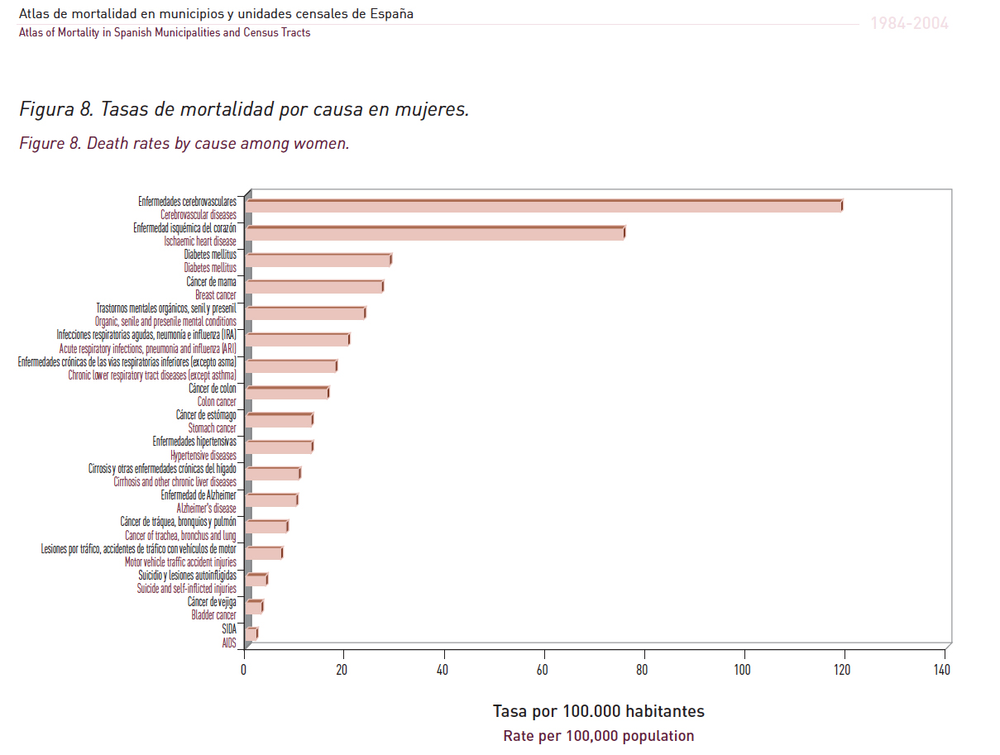 Atlas de mortalidad en municipios y unidades censales de España
Atlas of Mortality in Spanish Municipalities and Census Tracts
1984-2004
Figura 8. Tasas de mortalidad por causa en mujeres.
Figure 8. Death rates by cause among women.
Enfermedades cerebrovasculares
Cerebrovascular diseases
Enfermedad isquémica del corazón
Ischaemic heart disease
Diabetes mellitus
Diabetes mellitus
Cáncer de mama
Breast cancer
Trastornos mentales orgánicos, senil y presenil
Organic, senile and presenile mental conditions
Infecciones respiratorias agudas, neumonía e influenza (IRA)
Acute respiratory infections, pneumonia and influenza (ARI)
Enfermedades crónicas de las vias respiratorias inferiores (excepto asma)
Chronic lower respiratory tract diseases (except asthma)
Cáncer de colon
Colon cancer
Cáncer de estómago
Stomach cancer
Enfermedades hipertensivas
Hypertensive diseases
Cirrosis y otras enfermedades crónicas del hígado
Cirrhosis and other chronic liver diseases
Enfermedad de Alzheimer
Alzheimer's disease
Cáncer de tráquea, bronquios y pulmón
Cancer of trachea, bronchus and lung
Lesiones por tráfico, accidentes de tráfico con vehículos de motor
Motor vehicle traffic accident injuries
Suicidio y lesiones autoinfligidas
Suicide and self-inflicted injuries
Cáncer de vejiga
Bladder cancer
SIDA
AIDS
0 20 40 60 80 100 120 140
Tasa por 100.000 habitantes
Rate per 100,000 population